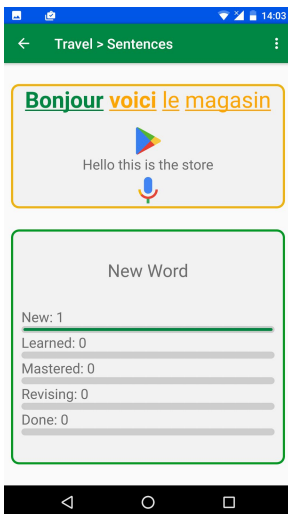 14:03
Travel > Sentences
Bonjour voici le magasin
Hello this is the store
New Word
New: 1
Learned: 0
Mastered: 0
Revising: 0
Done: 0